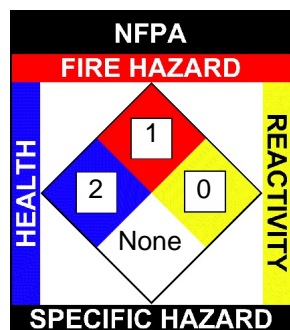 NFPA
FIRE HAZARD
HEALTH
1
2
0
None
REACTIVITY
SPECIFIC HAZARD